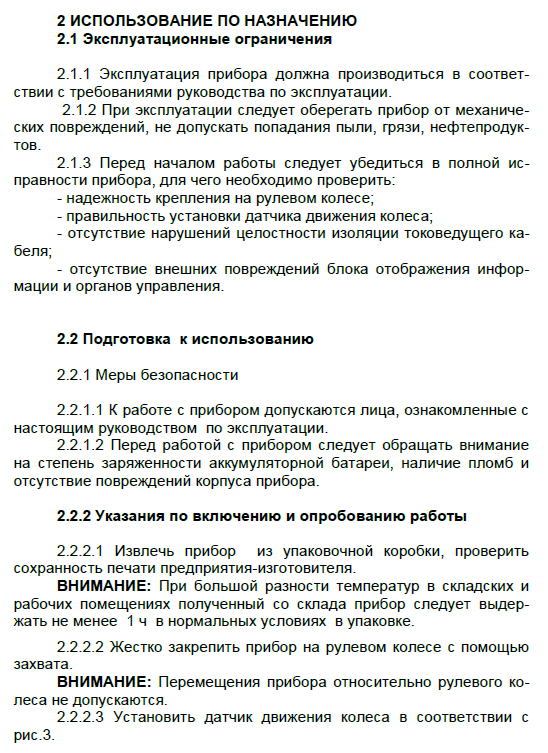 2 ИСПОЛЬЗОВАНИЕ ПО НАЗНАЧЕНИЮ
2.1 Эксплуатационные ограничения
2.1.1 Эксплуатация прибора должна производиться в соответ-
ствии с требованиями руководства по эксплуатации.
2.1.2 При эксплуатации следует оберегать прибор от механиче-
ских повреждений, не допускать попадания пыли, грязи, нефтепродук-
тов.
2.1.3 Перед началом работы следует убедиться в полной ис-
правности прибора, для чего необходимо проверить:
- надежность крепления на рулевом колесе;
- правильность установки датчика движения колеса;
- отсутствие нарушений целостности изоляции токоведущего ка-
беля;
- отсутствие внешних повреждений блока отображения инфор-
мации и органов управления.
2.2 Подготовка к использованию
2.2.1 Меры безопасности
2.2.1.1 К работе с прибором допускаются лица, ознакомленные с
настоящим руководством по эксплуатации.
2.2.1.2 Перед работой с прибором следует обращать внимание
на степень заряженности аккумуляторной батареи, наличие пломб и
отсутствие повреждений корпуса прибора.
2.2.2 Указания по включению и опробованию работы
2.2.2.1 Извлечь прибор из упаковочной коробки, проверить
сохранность печати предприятия-изготовителя.
ВНИМАНИЕ: При большой разности температур в складских и
рабочих помещениях полученный со склада прибор следует выдер-
жать не менее 1 ч в нормальных условиях в упаковке.
2.2.2.2 Жестко закрепить прибор на рулевом колесе с помощью
захвата.
ВНИМАНИЕ: Перемещения прибора относительно рулевого ко-
леса не допускаются.
2.2.2.3 Установить датчик движения колеса в соответствии с
рис.3.